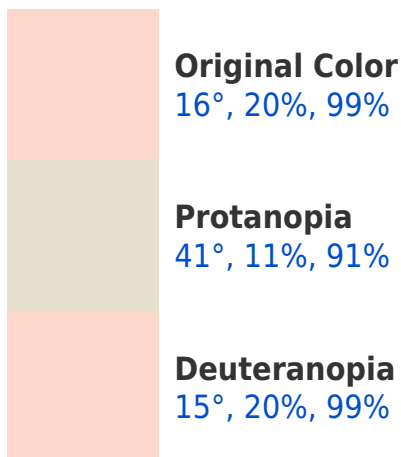 Original Color
16°, 20%, 99%
Protanopia
41°, 11%, 91%
Deuteranopia
15°, 20%, 99%